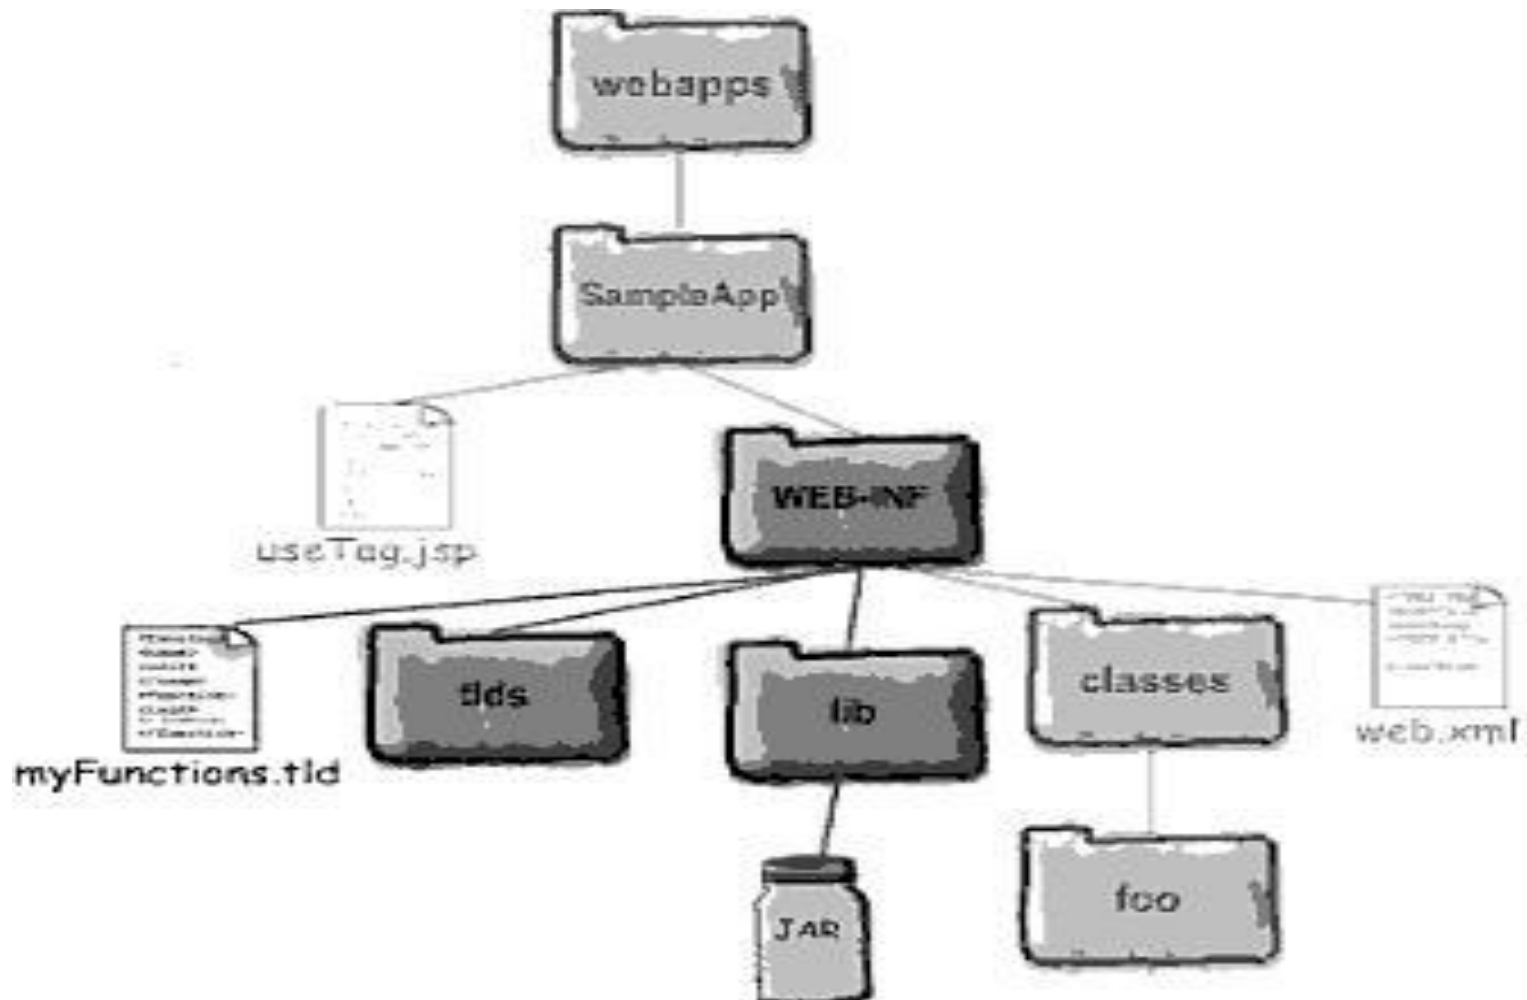 webapps
SampleApp
useTag.jsp
WEB-INF
myFunctions.tld
tlds
lib
classes
web.xml
JAR
foo